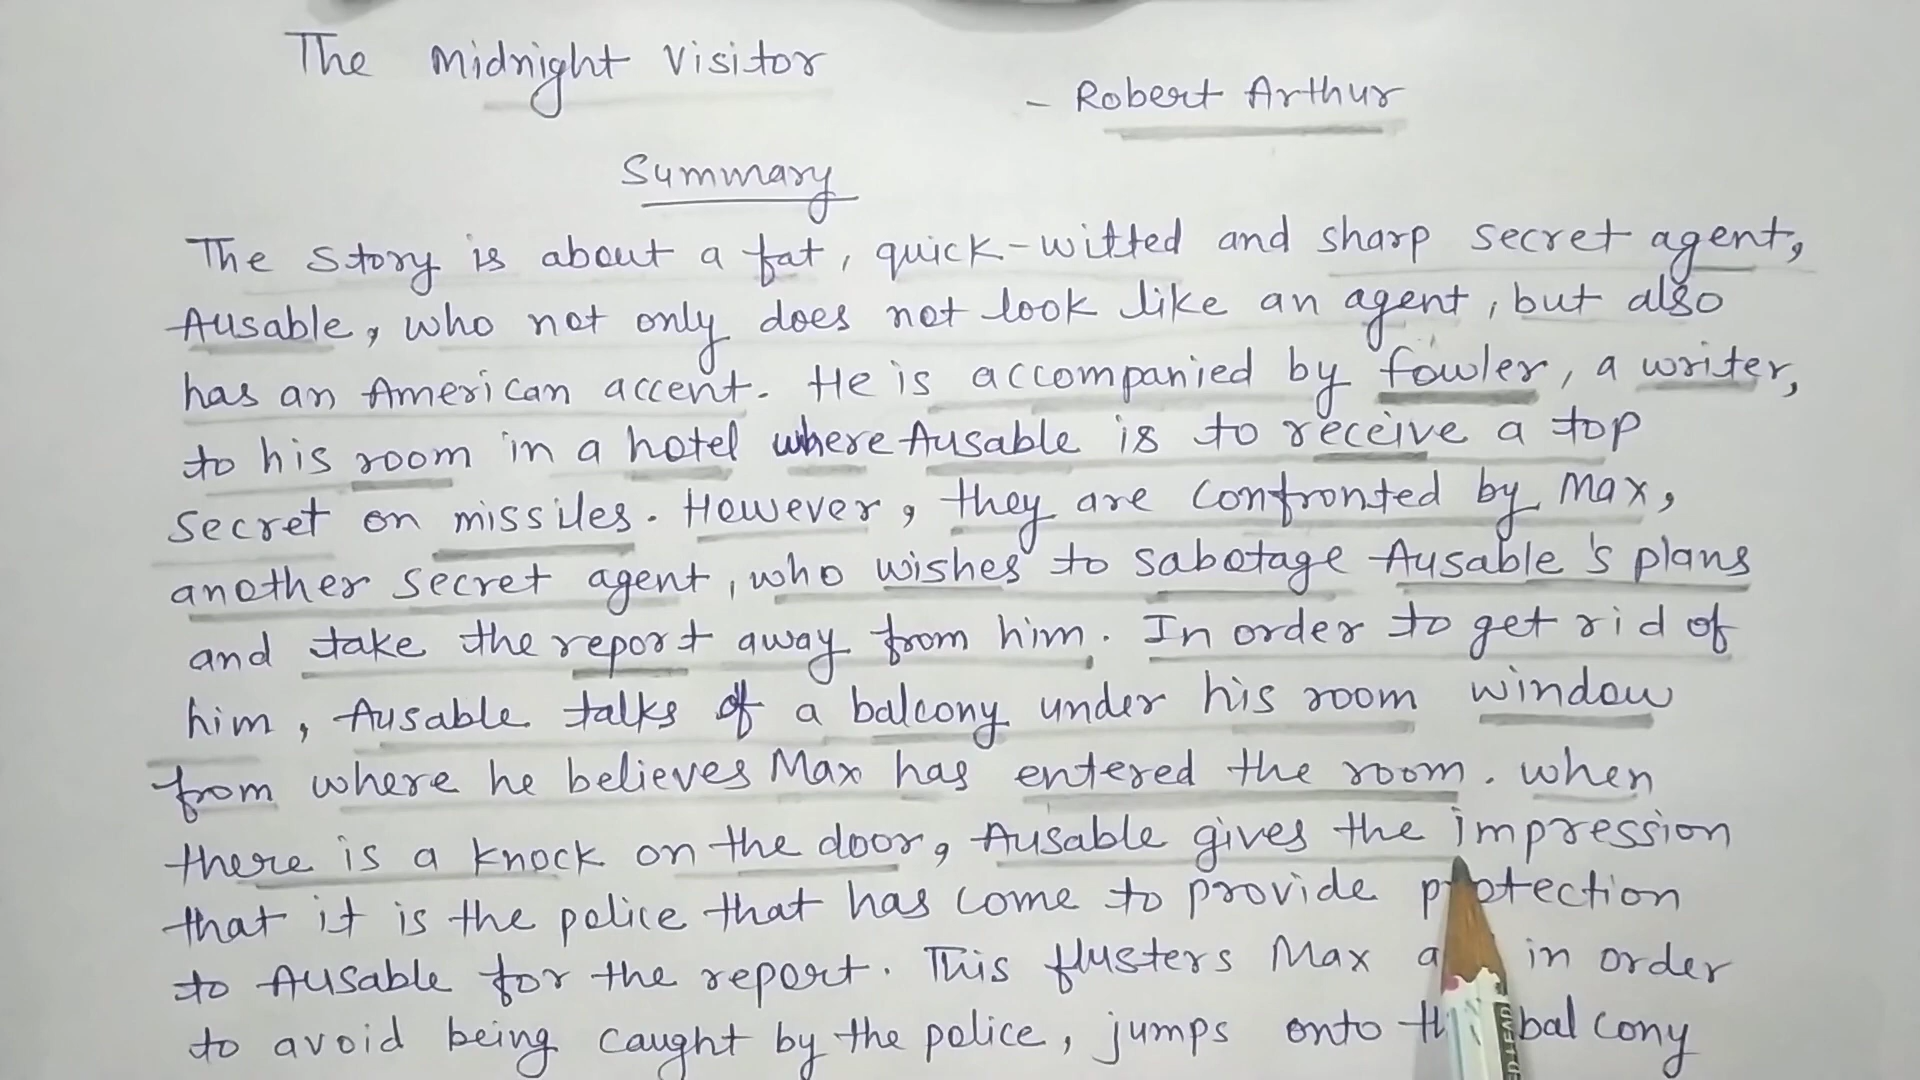 The Midnight Visitor
- Robert Arthur
Summary
The story is about a fat, quick-witted and sharp secret agent,
Ausable, who not only does not look like an agent, but also
has an American accent. He is accompanied by fowler, a writer,
to his room in a hotel where Ausable is to receive a top
secret on missiles. However, they are confronted by Max,
another secret agent, who wishes to sabotage Ausable's plans
and take the report away from him. In order to get rid of
him, Ausable talks of a balcony under his room window
from where he believes Max has entered the room. when
there is a knock on the door, Ausable gives the impression
that it is the police that has come to provide protection
to Ausable for the report. This flusters Max in order
to avoid being caught by the police, jumps onto balcony